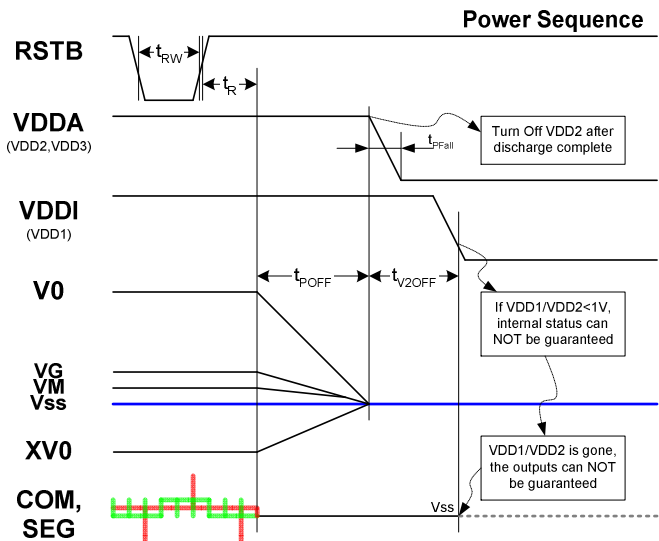 Power Sequence
RSTB
tRW
tR
VDDA
(VDD2,VDD3)
tPFall
Turn Off VDD2 after
discharge complete
VDDI
(VDD1)
tPOFF
tV2OFF
V0
If VDD1/VDD2<1V,
internal status can
NOT be guaranteed
VG
VM
Vss
XV0
VDD1/VDD2 is gone,
the outputs can NOT
be guaranteed
COM,
SEG
Vss